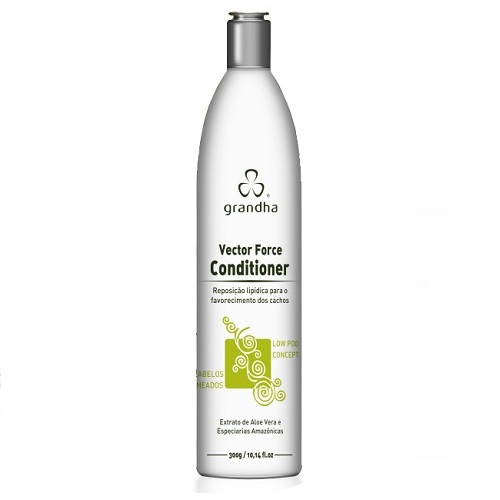 ®
grandha
Vector Force
Conditioner
Reposição lipídica para o
favorecimento dos cachos
LOW POO
CONCEPT
ABELOS
HEADOS
Extrato de Aloe Vera e
Especiarias Amazônicas
300g / 10,14 fl.oz